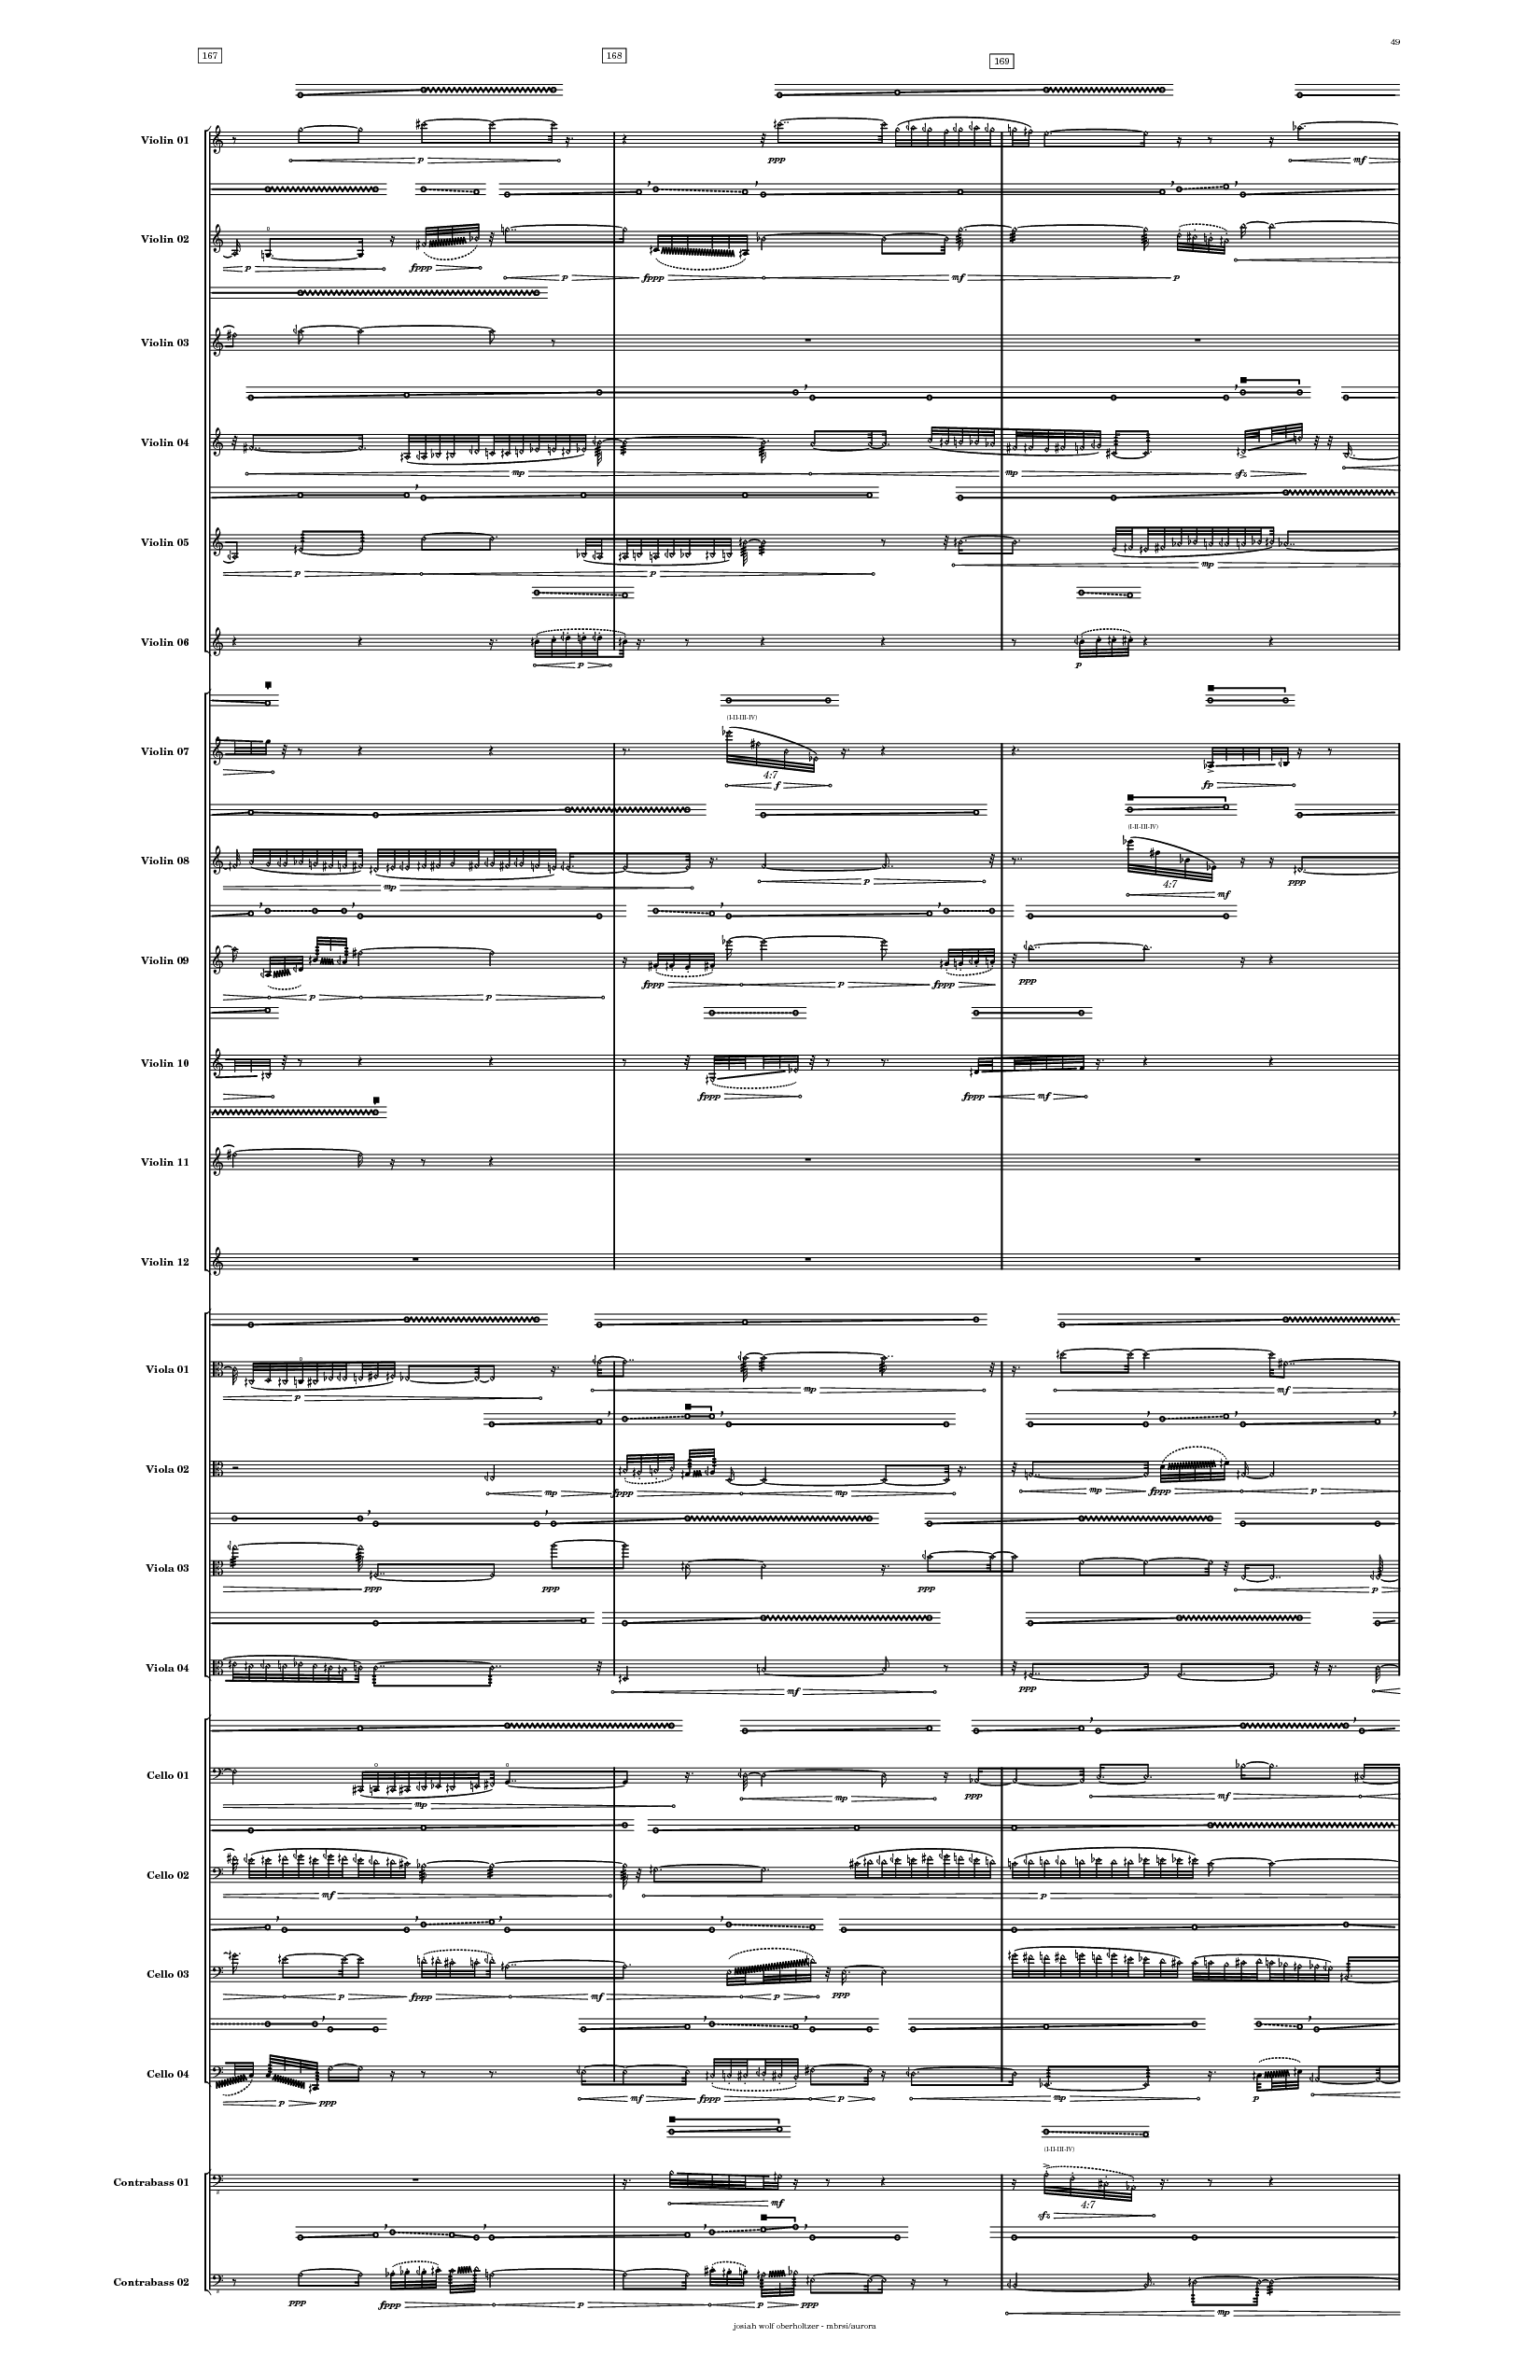 49
167 168 169
Violin 01
p ppp mf
Violin 02
p fppp p fppp mf p
Violin 03
Violin 04
mp mp sfz
Violin 05
p p mp
Violin 06
p p
(I-II-III-IV)
Violin 07
4:7
f fp
(I-II-III-IV)
Violin 08
4:7
mp p mf ppp
Violin 09
p p fppp p fppp ppp
Violin 10
fppp fppp mf
Violin 11
Violin 12
Viola 01
p mp mf
Viola 02
mp fppp mp mp fppp p
Viola 03
ppp ppp ppp p
Viola 04
mf ppp
Cello 01
mp mp ppp mf
Cello 02
mf p
Cello 03
p fppp mf p ppp
Cello 04
p ppp mf fppp p mp p
(I-II-III-IV)
Contrabass 01
4:7
mf sfz
Contrabass 02
ppp fppp p p ppp mp
josiah wolf oberholtzer - mbrsi/aurora